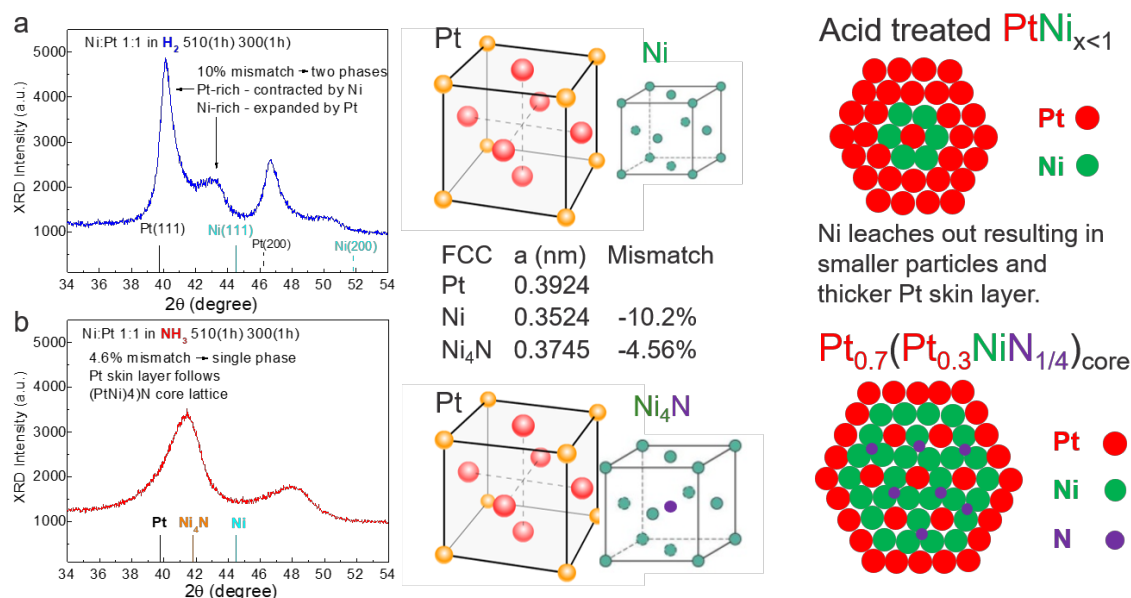 a
Ni:Pt 1:1 in H2 510(1h) 300(1h)
10% mismatch → two phases
Pt-rich - contracted by Ni
Ni-rich - expanded by Pt
XRD Intensity (a.u.)
5000
4000
3000
2000
1000
Pt(111)
Ni(111)
Pt(200)
Ni(200)
34 36 38 40 42 44 46 48 50 52 54
2θ (degree)
b
Ni:Pt 1:1 in NH3 510(1h) 300(1h)
4.6% mismatch → single phase
Pt skin layer follows
(PtNi)4)N core lattice
XRD Intensity (a.u.)
5000
4000
3000
2000
1000
Pt
Ni4N
Ni
34 36 38 40 42 44 46 48 50 52 54
2θ (degree)
Pt
Ni
FCC a (nm) Mismatch
Pt 0.3924
Ni 0.3524 -10.2%
Ni4N 0.3745 -4.56%
Pt
Ni4N
Acid treated PtNix<1
Pt
Ni
Ni leaches out resulting in
smaller particles and
thicker Pt skin layer.
Pt0.7(Pt0.3NiN1/4)core
Pt
Ni
N